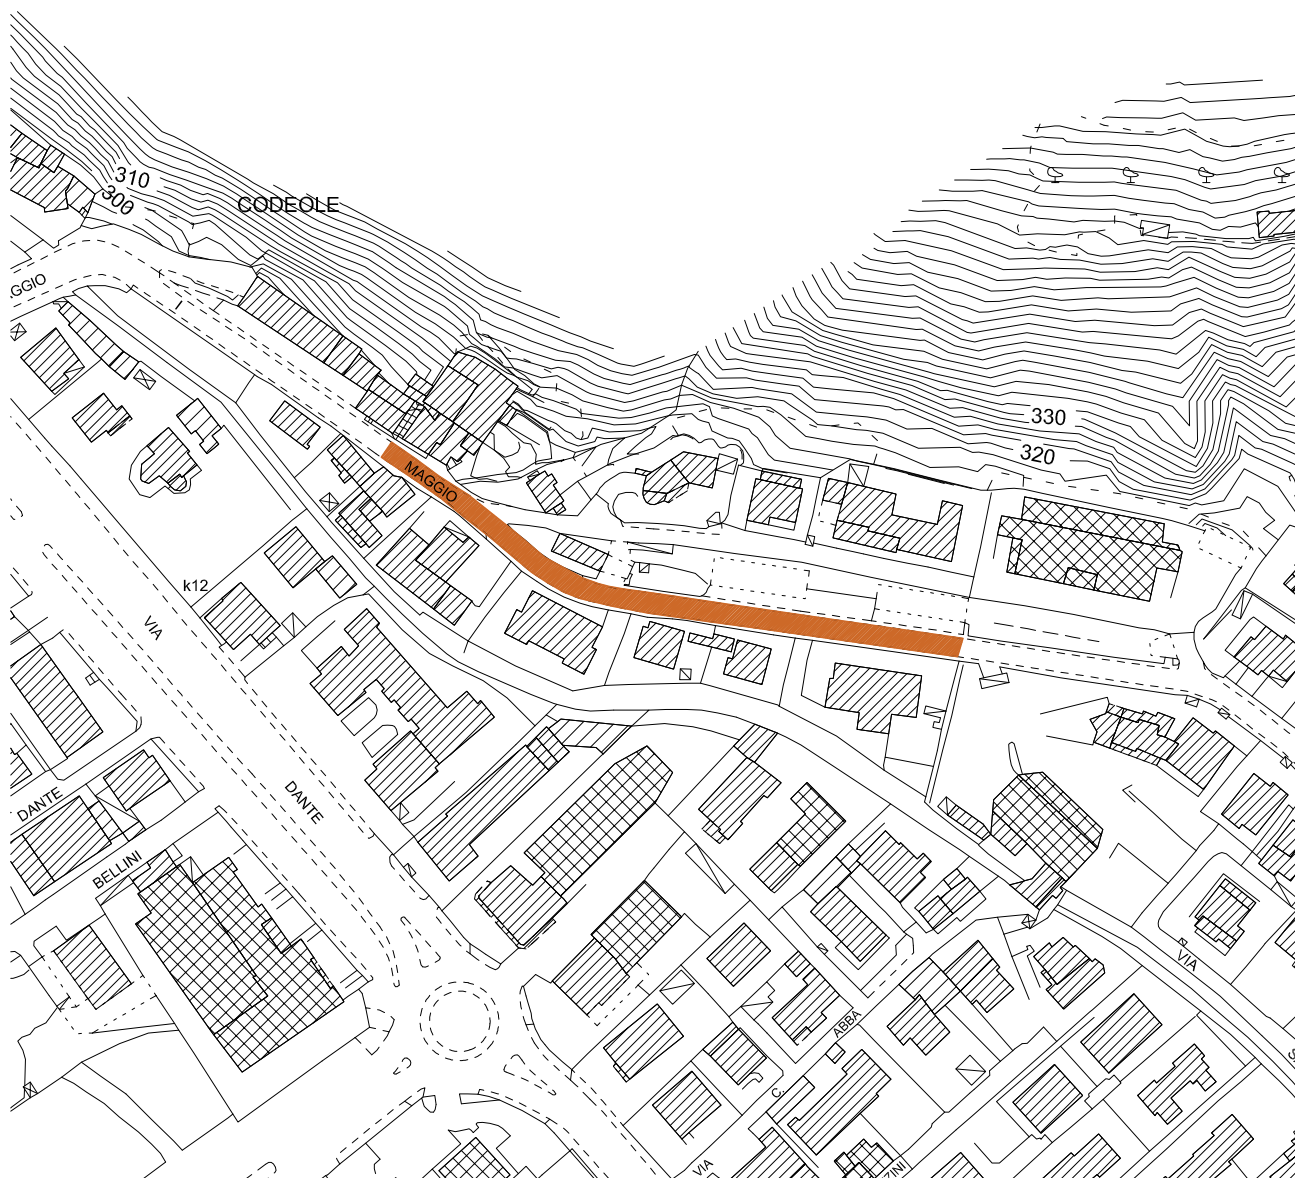 310
300
CODEOLE
GGIO
330
MAGGIO
320
k12
VIA
DANTE
DANTE
BELLINI
VIA
ABBA
C.
VIA
ZINI
S